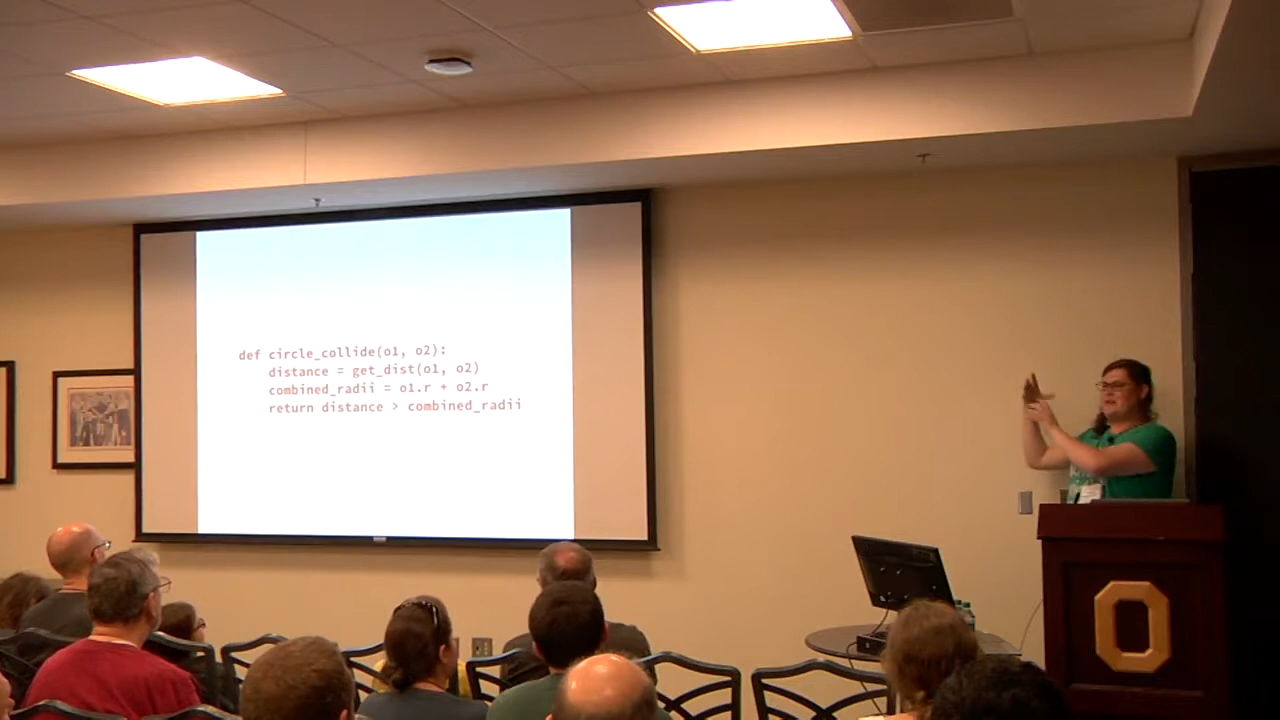 def circle_collide(o1, o2):
distance = get_dist(o1, o2)
combined_radii = o1.r + o2.r
return distance > combined_radii
O